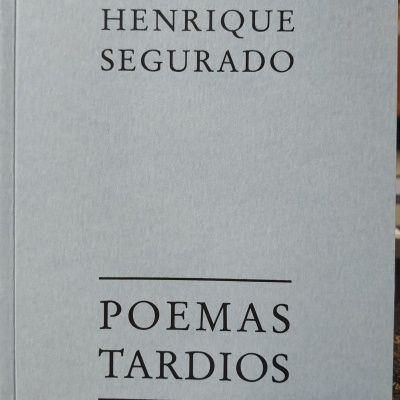 HENRIQUE
SEGURADO
POEMAS
TARDIOS